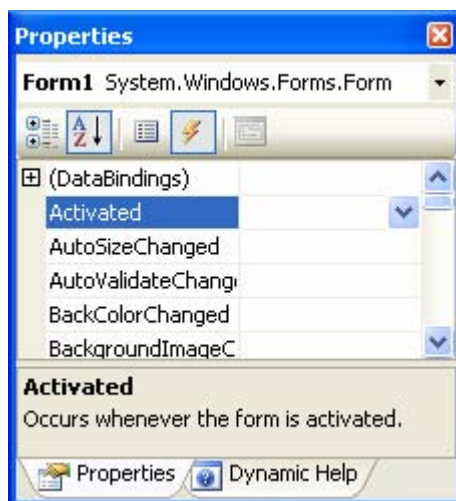 Properties
Form1 System.Windows.Forms.Form
A
Z
(DataBindings)
Activated
AutoSizeChanged
AutoValidateChang
BackColorChanged
BackgroundImageC
Activated
Occurs whenever the form is activated.
Properties Dynamic Help